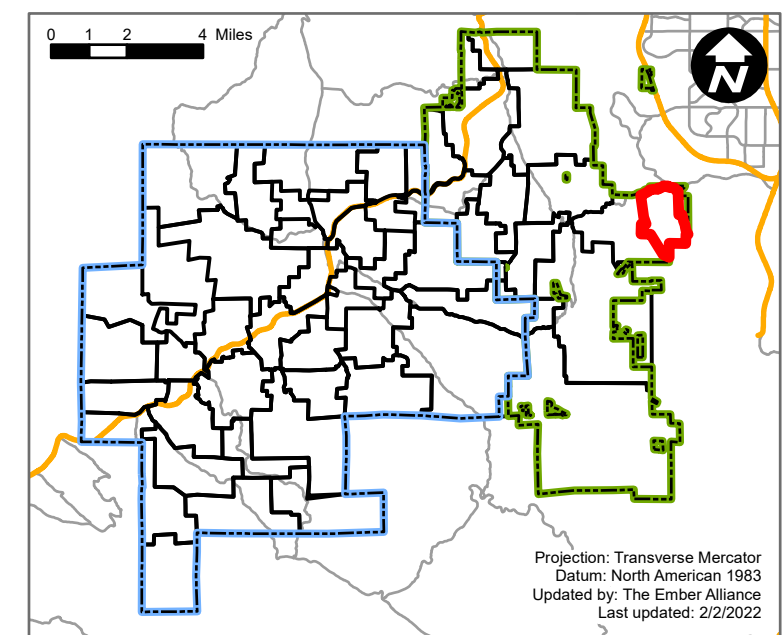 0 1 2 4 Miles
N
Projection: Transverse Mercator
Datum: North American 1983
Updated by: The Ember Alliance
Last updated: 2/2/2022